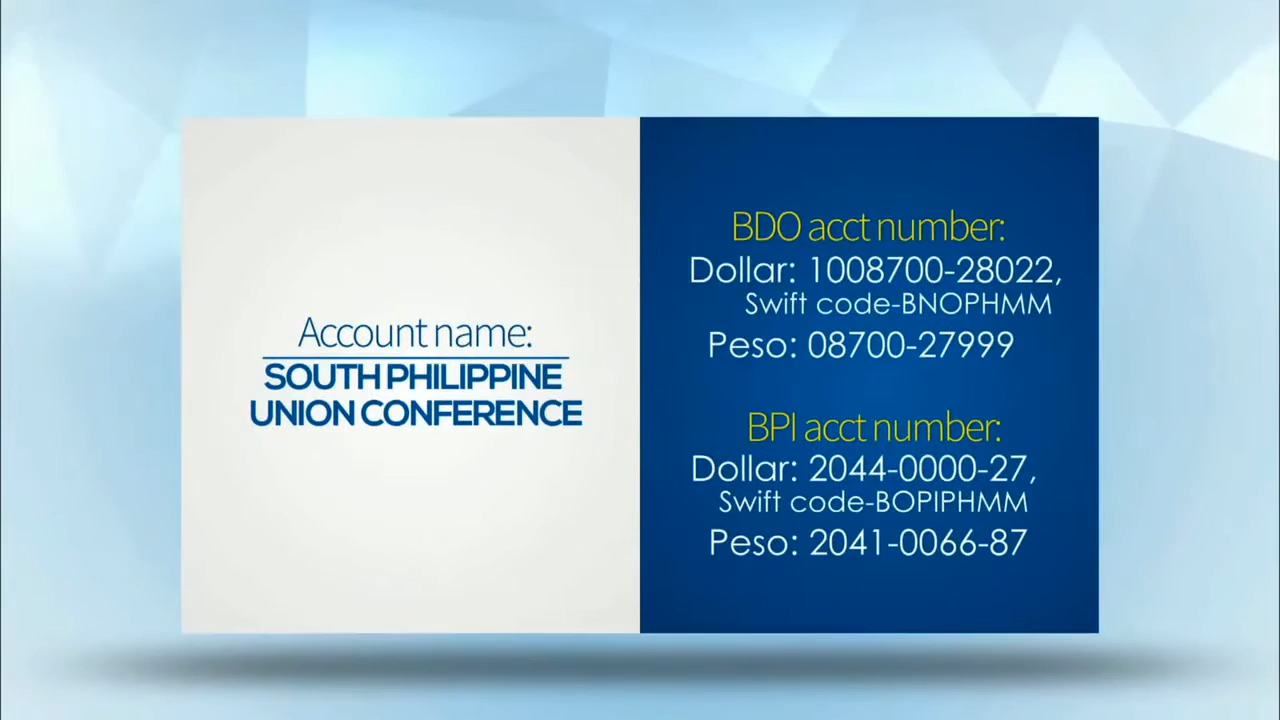 Account name:
SOUTH PHILIPPINE
UNION CONFERENCE
BDO acct number:
Dollar: 1008700-28022,
Swift code-BNOPHMM
Peso: 08700-27999
BPI acct number:
Dollar: 2044-0000-27,
Swift code-BOPIPHMM
Peso: 2041-0066-87